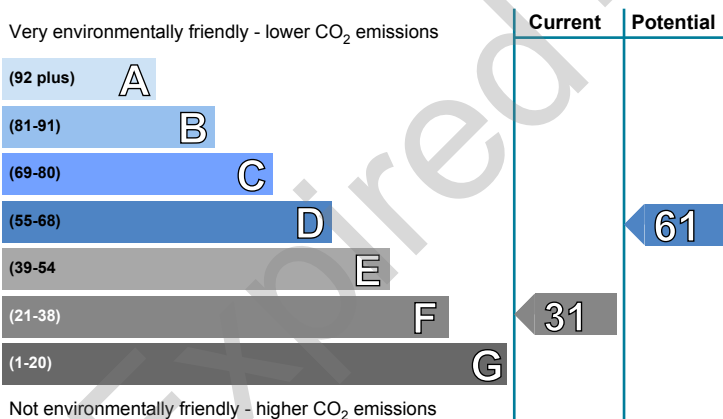 Very environmentally friendly - lower CO2 emissions
Current Potential
(92 plus) A
(81-91) B
(69-80) C
(55-68) D
61
(39-54 E
(21-38) F
31
(1-20) G
Not environmentally friendly - higher CO2 emissions
Expired